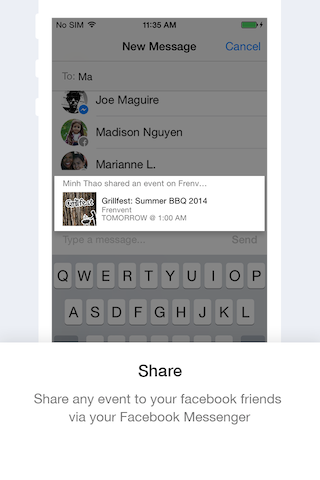 No SIM 11:35 AM
New Message Cancel
To: Ma
Joe Maguire
Madison Nguyen
Marianne L.
Minh Thao shared an event on Frenv...
Grillfest
Grillfest: Summer BBQ 2014
Frenvent
TOMORROW @ 1:00 AM
Type a message... Send
Q W E R T Y U I O P
A S D F G H J K L
Share
Share any event to your facebook friends
via your Facebook Messenger